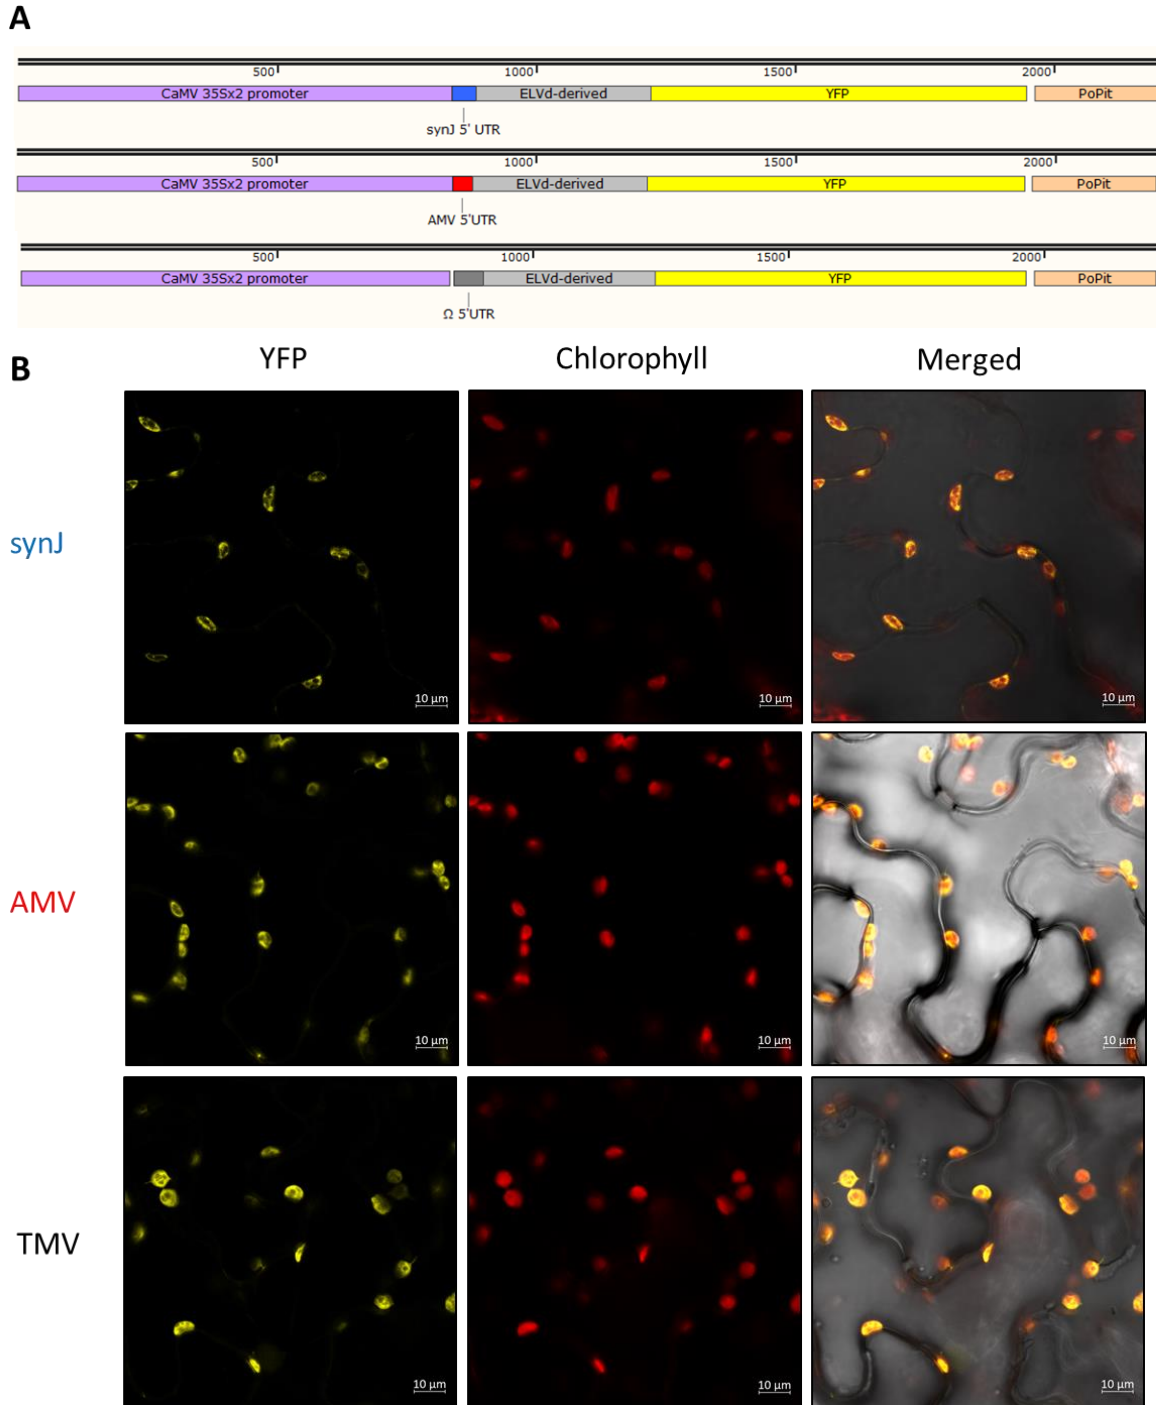 A
500 1000 1500 2000
CaMV 35Sx2 promoter ELVd-derived YFP PoPit
synJ 5' UTR
500 1000 1500 2000
CaMV 35Sx2 promoter ELVd-derived YFP PoPit
AMV 5'UTR
500 1000 1500 2000
CaMV 35Sx2 promoter ELVd-derived YFP PoPit
Ω 5'UTR
B
YFP Chlorophyll Merged
synJ
10 µm 10 µm 10 µm
AMV
10 µm 10 µm 10 µm
TMV
10 µm 10 µm 10 µm